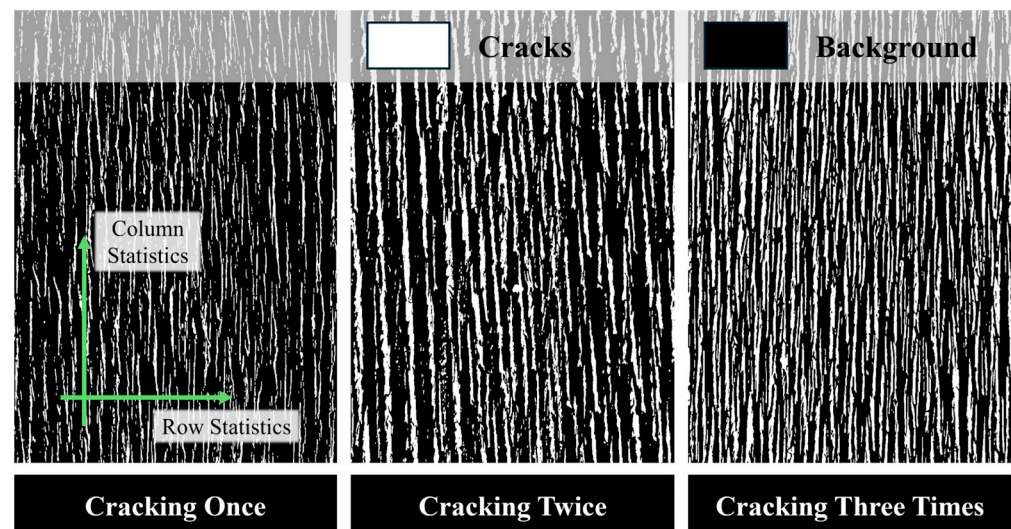 Cracks
Background
Column
Statistics
Row Statistics
Cracking Once
Cracking Twice
Cracking Three Times